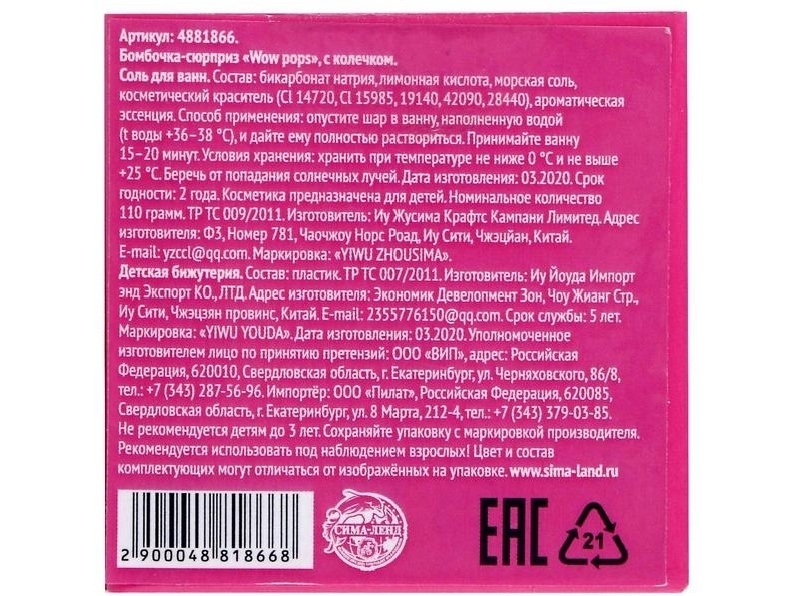 Артикул: 4881866.
Бомбочка-сюрприз «Wow pops», с колечком.
Соль для ванн. Состав: бикарбонат натрия, лимонная кислота, морская соль,
косметический краситель (Cl 14720, Cl 15985, 19140, 42090, 28440), ароматическая
эссенция. Способ применения: опустите шар в ванну, наполненную водой
(t воды +36–38 °C), и дайте ему полностью раствориться. Принимайте ванну
15–20 минут. Условия хранения: хранить при температуре не ниже 0 °C и не выше
+25 °C. Беречь от попадания солнечных лучей. Дата изготовления: 03.2020. Срок
годности: 2 года. Косметика предназначена для детей. Номинальное количество
110 грамм. ТР ТС 009/2011. Изготовитель: Иу Жусима Крафтс Кампани Лимитед. Адрес
изготовителя: Ф3, Номер 781, Чаочжоу Норс Роад, Иу Сити, Чжэцйан, Китай.
E-mail: yzccl@qq.com. Маркировка: «YIWU ZHOUSIMA».
Детская бижутерия. Состав: пластик. ТР ТС 007/2011. Изготовитель: Иу Йоуда Импорт
энд Экспорт КО., ЛТД. Адрес изготовителя: Экономик Девелопмент Зон, Чоу Жианг Стр.,
Иу Сити, Чжэцзян провинс, Китай. E-mail: 2355776150@qq.com. Срок службы: 5 лет.
Маркировка: «YIWU YOUDA». Дата изготовления: 03.2020. Уполномоченное
изготовителем лицо по принятию претензий: ООО «ВИП», адрес: Российская
Федерация, 620010, Свердловская область, г. Екатеринбург, ул. Черняховского, 86/8,
тел.: +7 (343) 287-56-96. Импортёр: ООО «Пилат», Российская Федерация, 620085,
Свердловская область, г. Екатеринбург, ул. 8 Марта, 212-4, тел.: +7 (343) 379-03-85.
Не рекомендуется детям до 3 лет. Сохраняйте упаковку с маркировкой производителя.
Рекомендуется использовать под наблюдением взрослых! Цвет и состав
комплектующих могут отличаться от изображённых на упаковке. www.sima-land.ru
2 900048 818668
СИМА-ЛЕНД
EAC
21